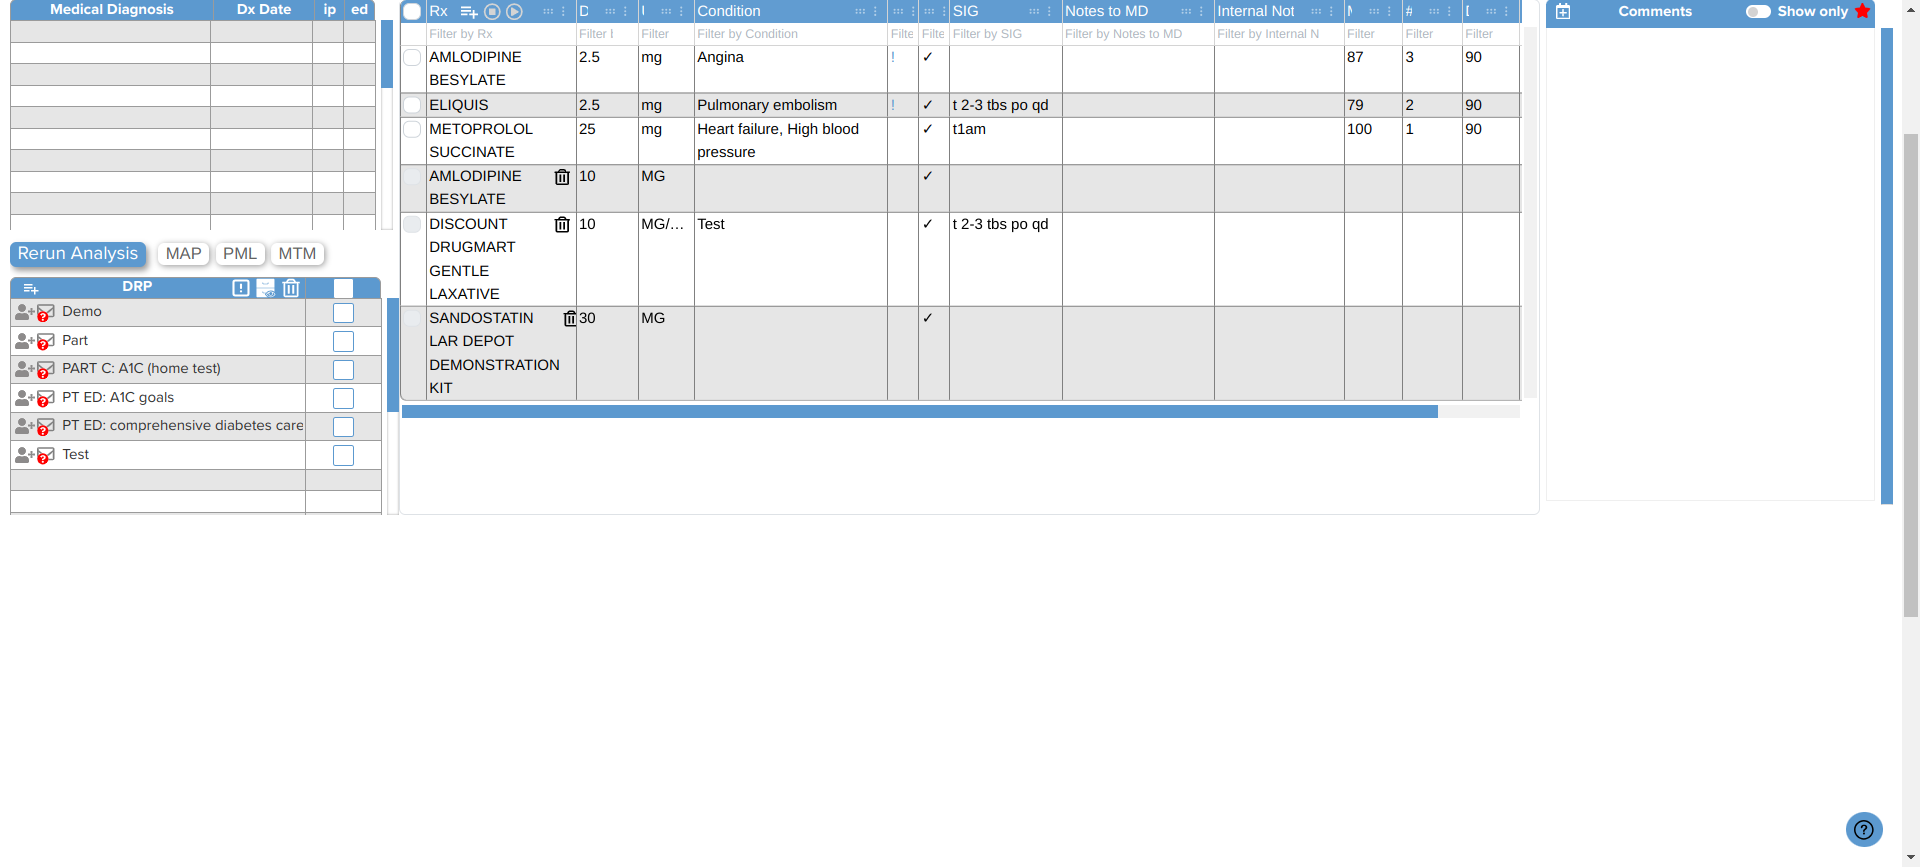 Medical Diagnosis Dx Date ip ed
Rerun Analysis MAP PML MTM
DRP
Demo
Part
PART C: A1C (home test)
PT ED: A1C goals
PT ED: comprehensive diabetes care
Test
Rx Condition SIG Notes to MD Internal Not #
Filter by Rx Filter Filter Filter by Condition Filte Filte Filter by SIG Filter by Notes to MD Filter by Internal N Filter Filter Filter
AMLODIPINE 2.5 mg Angina ! ✓ 87 3 90
BESYLATE
ELIQUIS 2.5 mg Pulmonary embolism ! ✓ t 2-3 tbs po qd 79 2 90
METOPROLOL 25 mg Heart failure, High blood ✓ t1am 100 1 90
SUCCINATE pressure
AMLODIPINE 10 MG ✓
BESYLATE
DISCOUNT 10 MG/... Test ✓ t 2-3 tbs po qd
DRUGMART
GENTLE
LAXATIVE
SANDOSTATIN 30 MG ✓
LAR DEPOT
DEMONSTRATION
KIT
Comments Show only